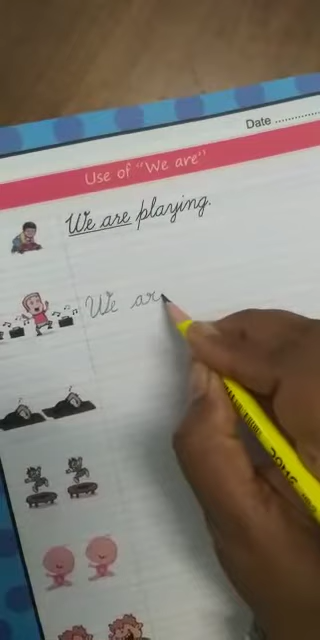 Date ................
Use of "We are"
We are playing.
We ar